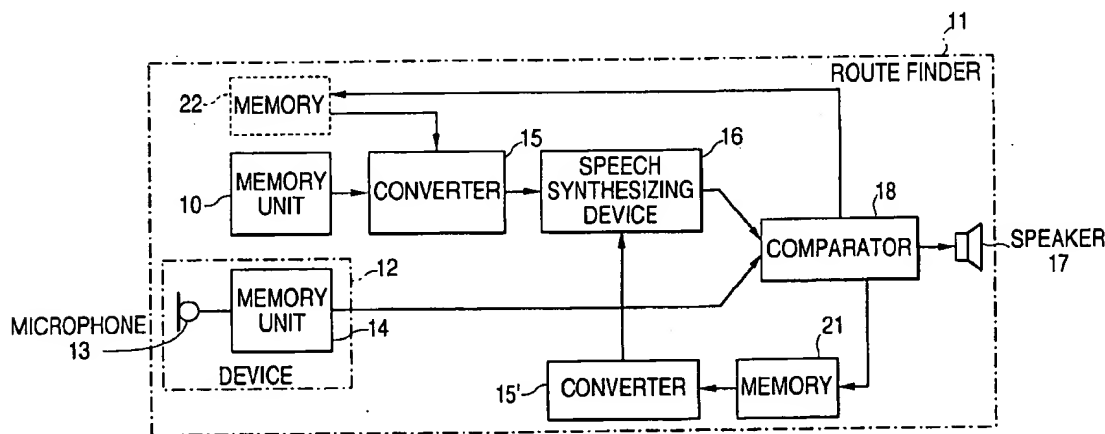 11
ROUTE FINDER
22
MEMORY
15
16
10
MEMORY
UNIT
CONVERTER
SPEECH
SYNTHESIZING
DEVICE
18
COMPARATOR
SPEAKER
17
12
MICROPHONE
13
MEMORY
UNIT
14
DEVICE
21
15'
CONVERTER
MEMORY